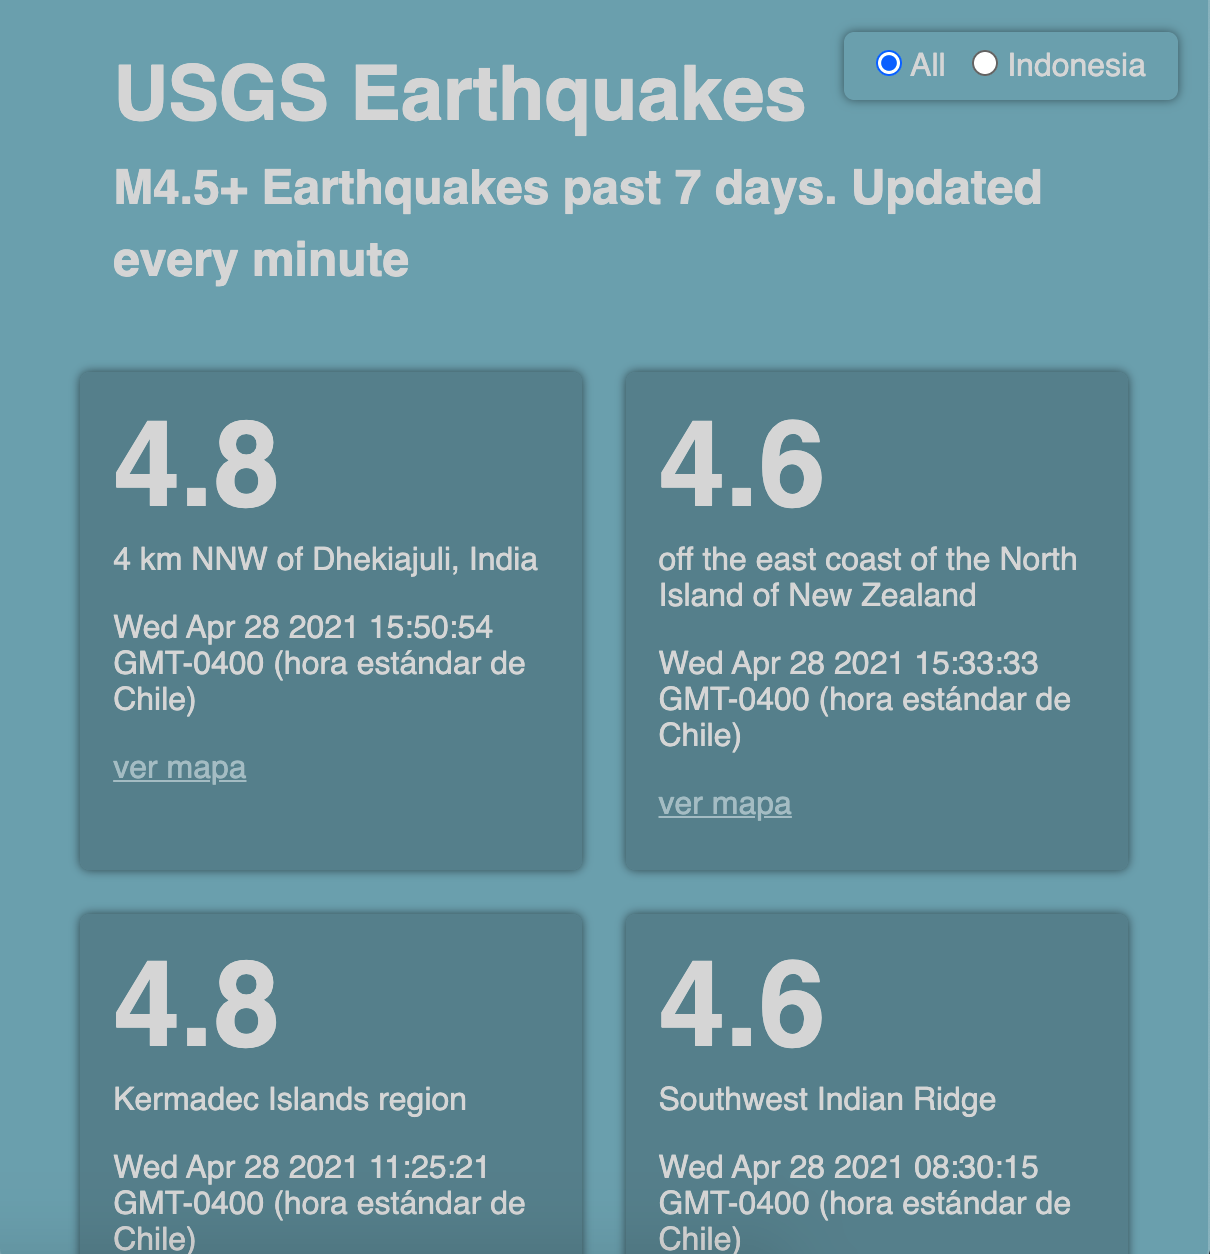 All Indonesia
USGS Earthquakes
M4.5+ Earthquakes past 7 days. Updated
every minute
4.8
4 km NNW of Dhekiajuli, India
Wed Apr 28 2021 15:50:54
GMT-0400 (hora estándar de
Chile)
ver mapa
4.6
off the east coast of the North
Island of New Zealand
Wed Apr 28 2021 15:33:33
GMT-0400 (hora estándar de
Chile)
ver mapa
4.8
Kermadec Islands region
Wed Apr 28 2021 11:25:21
GMT-0400 (hora estándar de
Chile)
4.6
Southwest Indian Ridge
Wed Apr 28 2021 08:30:15
GMT-0400 (hora estándar de
Chile)